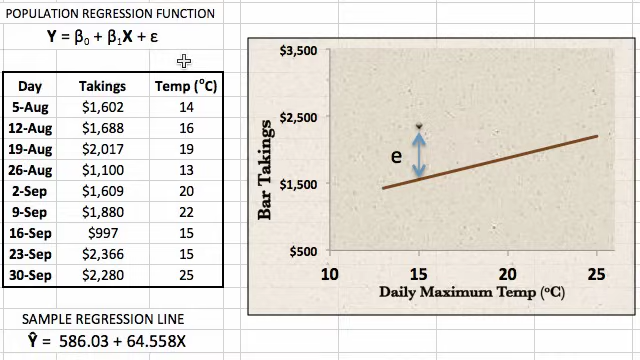 POPULATION REGRESSION FUNCTION
Y = β₀ + β₁X + ε
Day Takings Temp (°C)
5-Aug $1,602 14
12-Aug $1,688 16
19-Aug $2,017 19
26-Aug $1,100 13
2-Sep $1,609 20
9-Sep $1,880 22
16-Sep $997 15
23-Sep $2,366 15
30-Sep $2,280 25
SAMPLE REGRESSION LINE
Ŷ = 586.03 + 64.558X
Bar Takings
$3,500
$2,500
$1,500
$500
e
10 15 20 25
Daily Maximum Temp (°C)